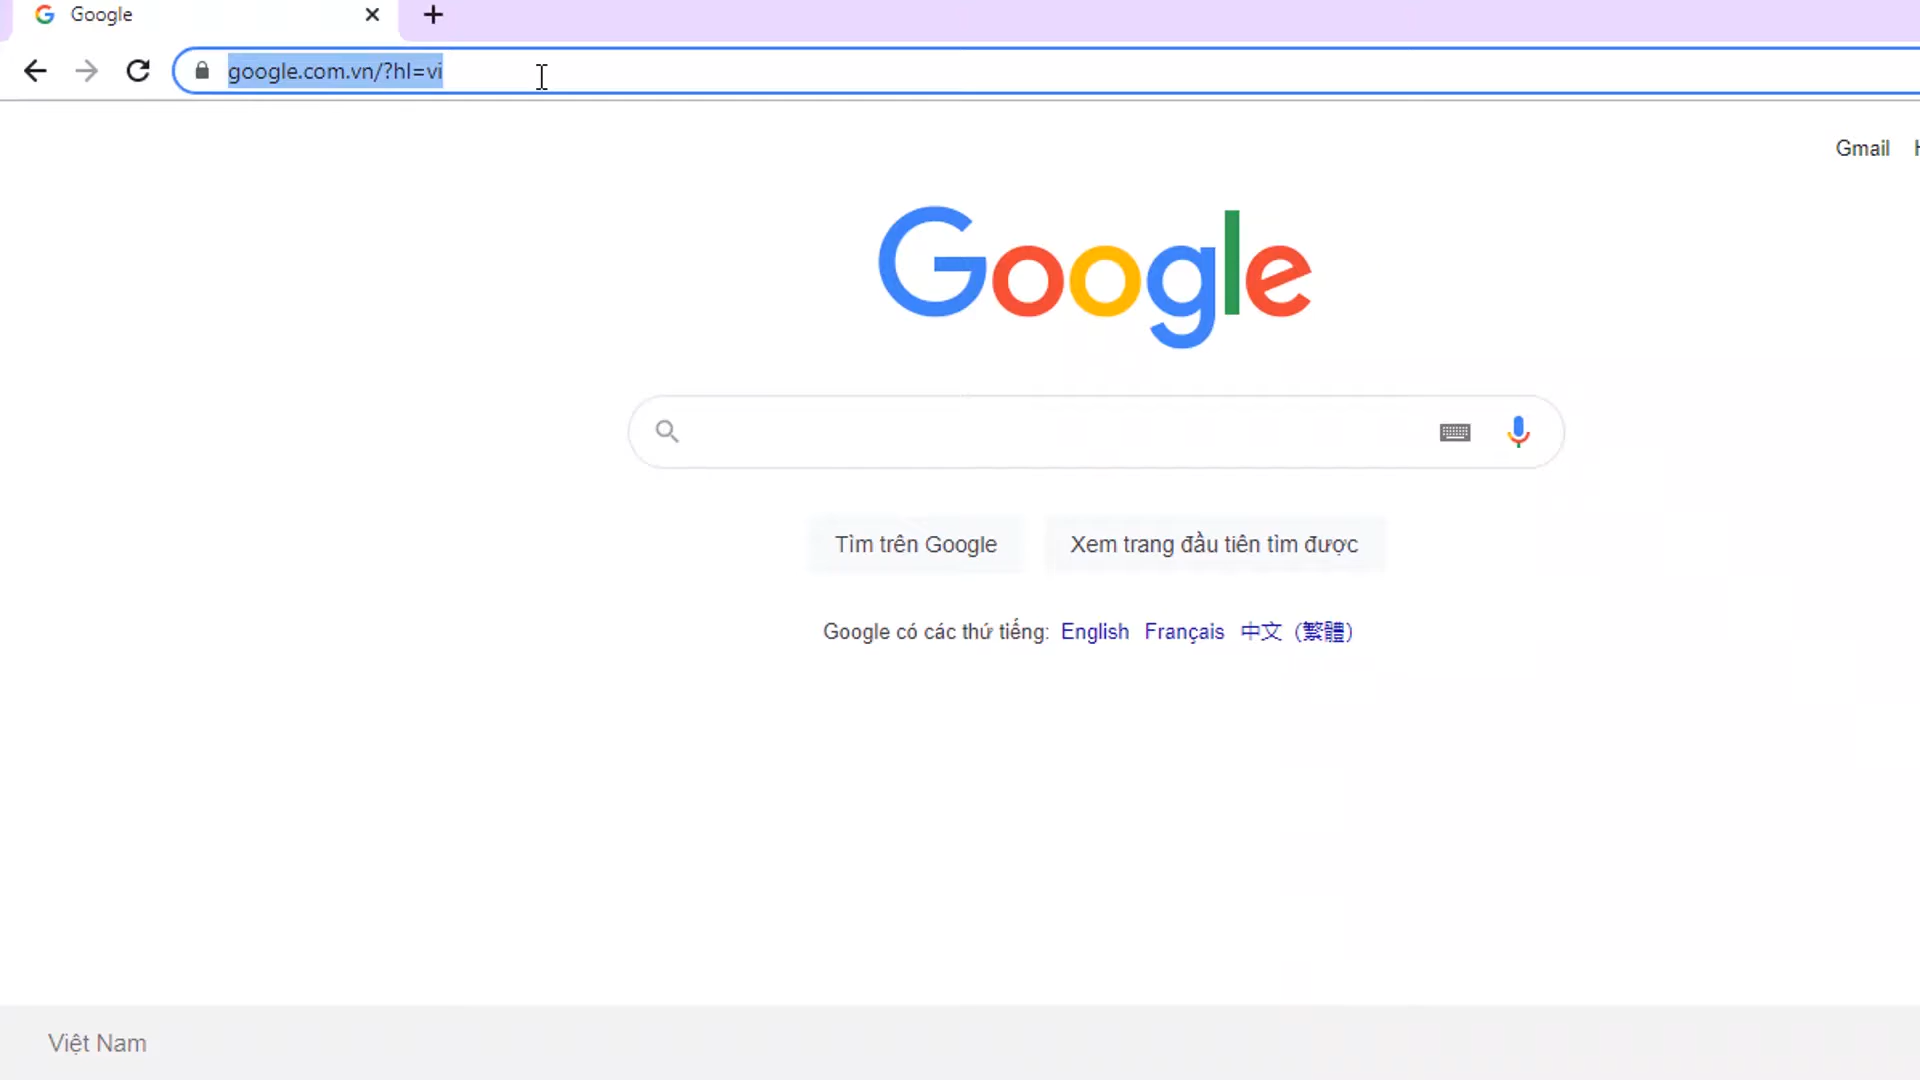 Google
google.com.vn/?hl=vi
Gmail
Google
Tìm trên Google
Xem trang đầu tiên tìm được
Google có các thứ tiếng: English Français 中文（繁體）
Việt Nam